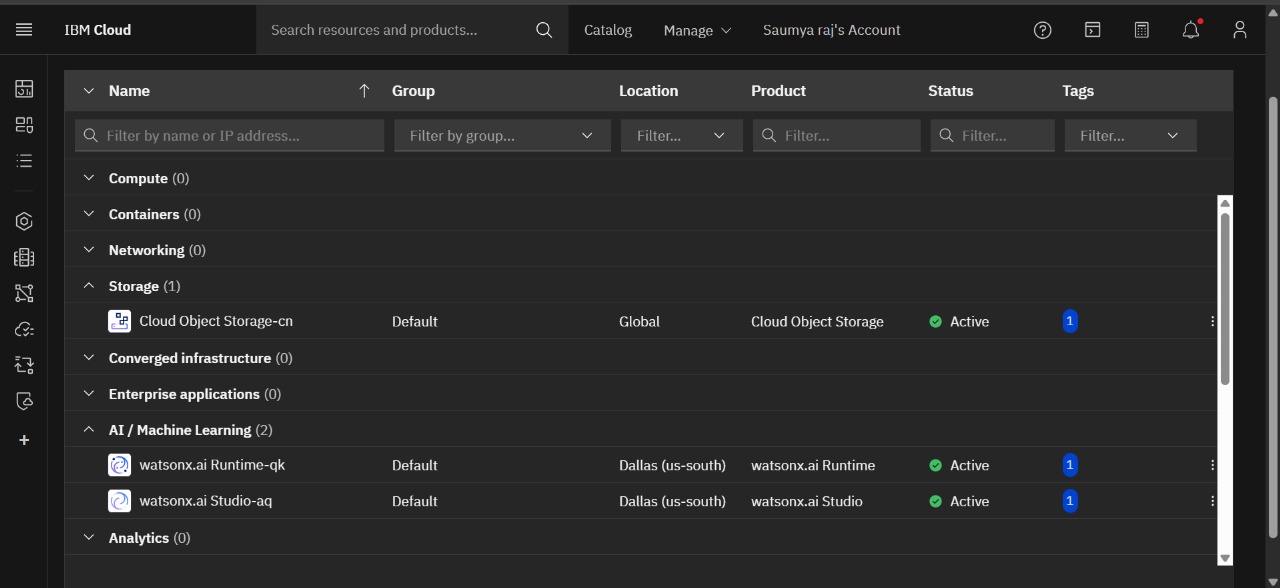 IBM Cloud Search resources and products... Catalog Manage Saumya raj's Account
Name Group Location Product Status Tags
Filter by name or IP address... Filter by group... Filter... Filter... Filter... Filter...
Compute (0)
Containers (0)
Networking (0)
Storage (1)
Cloud Object Storage-cn Default Global Cloud Object Storage Active 1
Converged infrastructure (0)
Enterprise applications (0)
AI / Machine Learning (2)
watsonx.ai Runtime-qk Default Dallas (us-south) watsonx.ai Runtime Active 1
watsonx.ai Studio-aq Default Dallas (us-south) watsonx.ai Studio Active 1
Analytics (0)